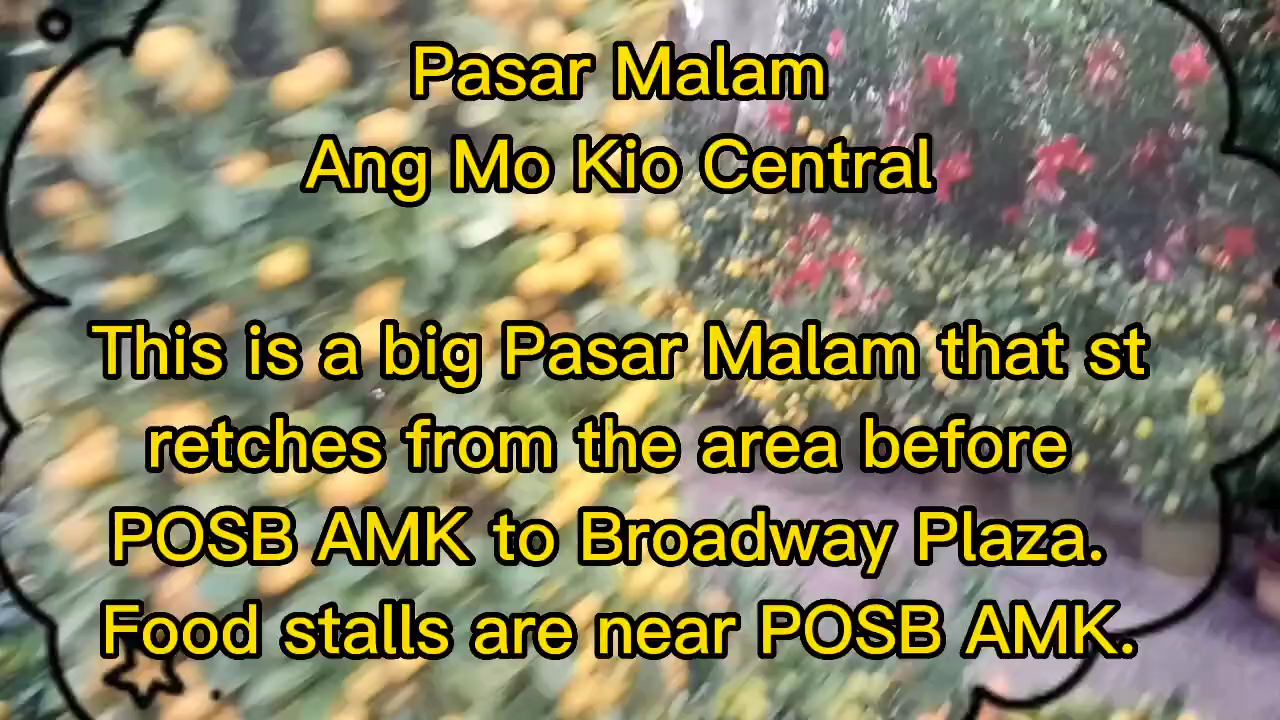 Pasar Malam
Ang Mo Kio Central
This is a big Pasar Malam that st
retches from the area before
POSB AMK to Broadway Plaza.
Food stalls are near POSB AMK.